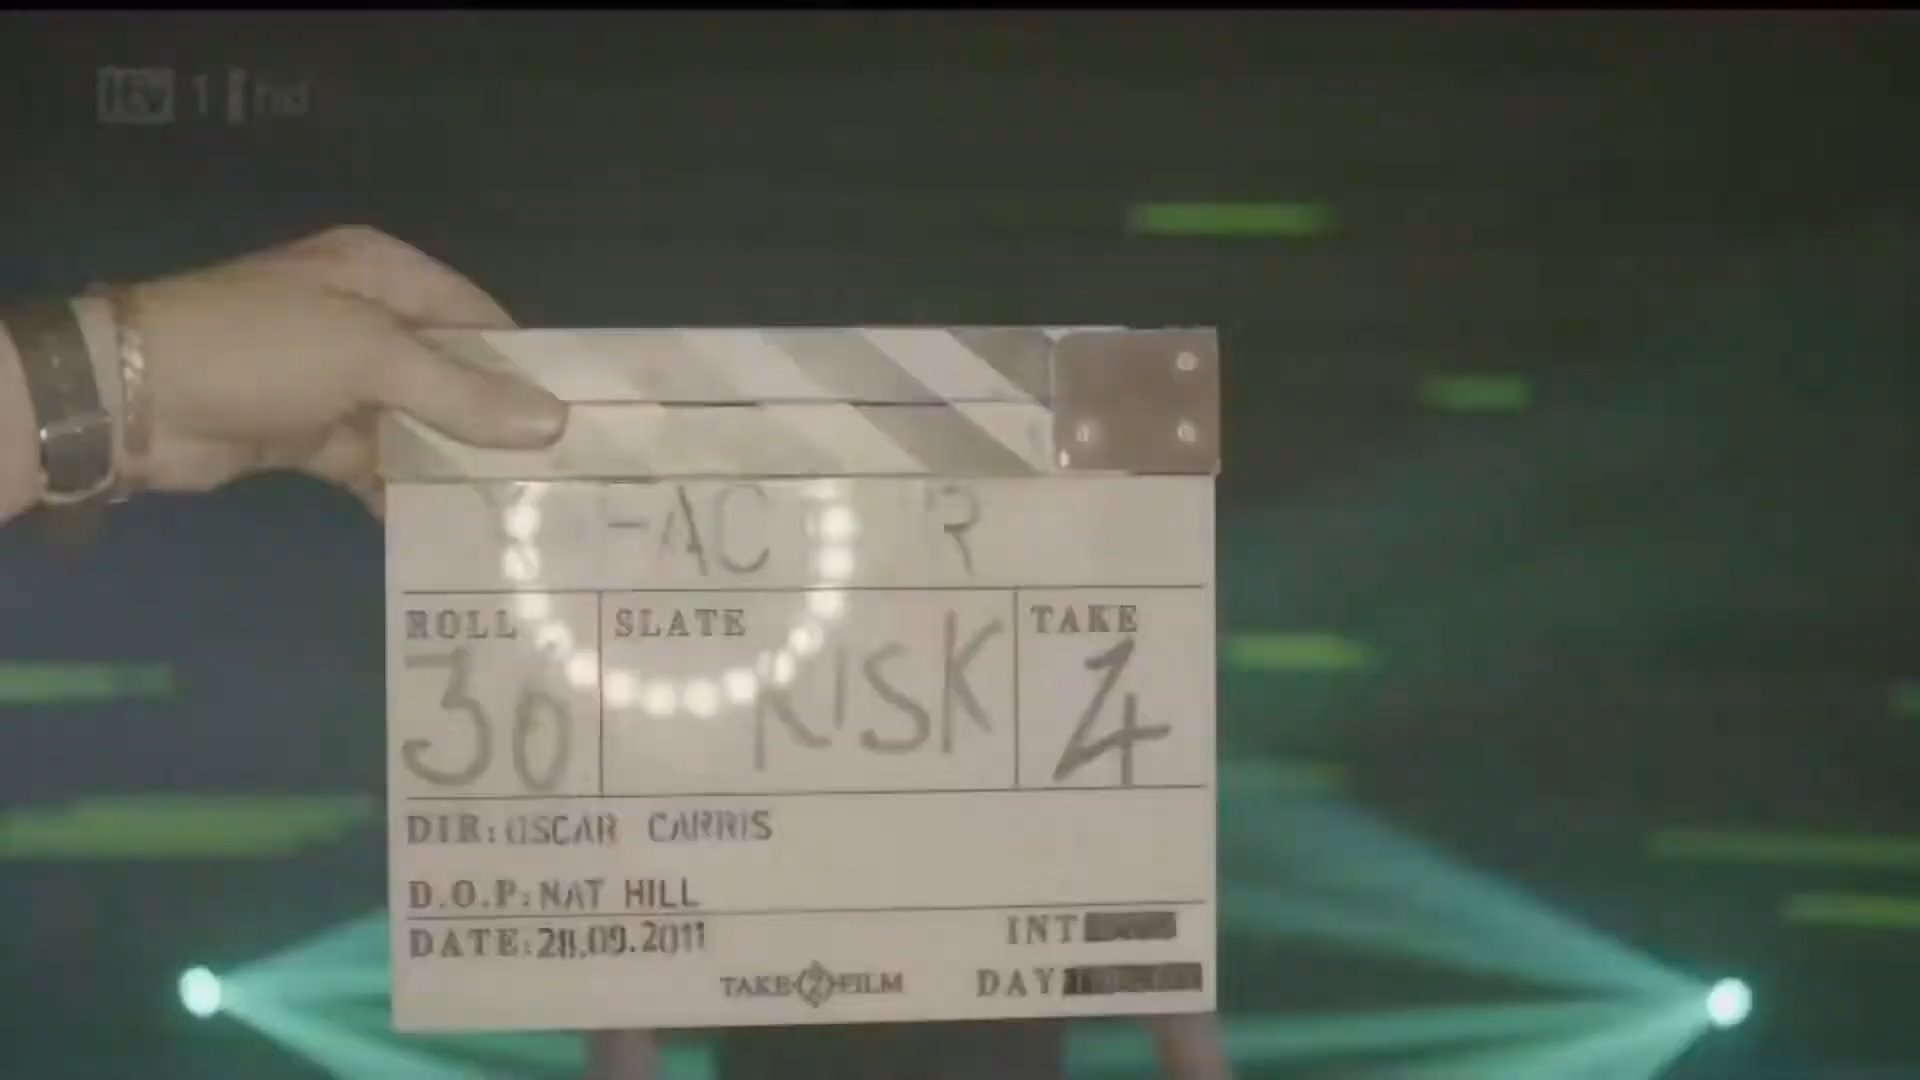 ITV 1 HD
X FACTOR
ROLL SLATE TAKE
30 RISK 4
DIR: OSCAR CARRIS
D.O.P: NAT HILL
DATE: 28.09.2011 INT
TAKE 2 FILM DAY